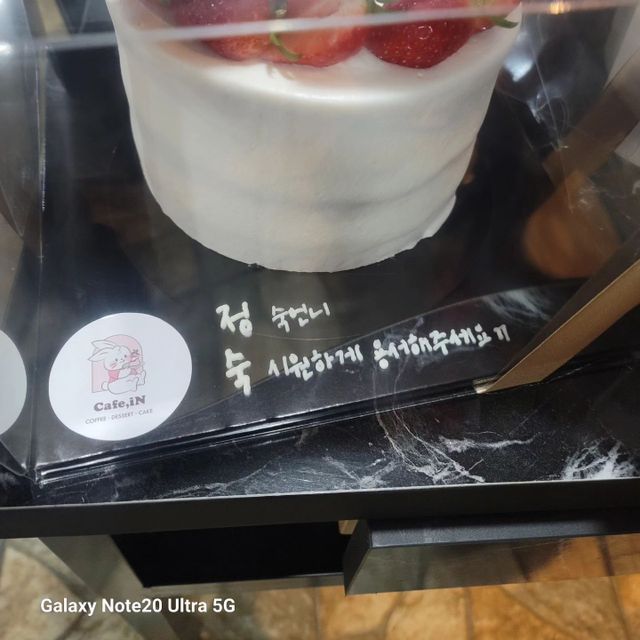 정 숙언니
숙 시원하게 용서해주세요ㅠ
Cafe,iN
COFFEE · DESSERT · CAKE
Galaxy Note20 Ultra 5G